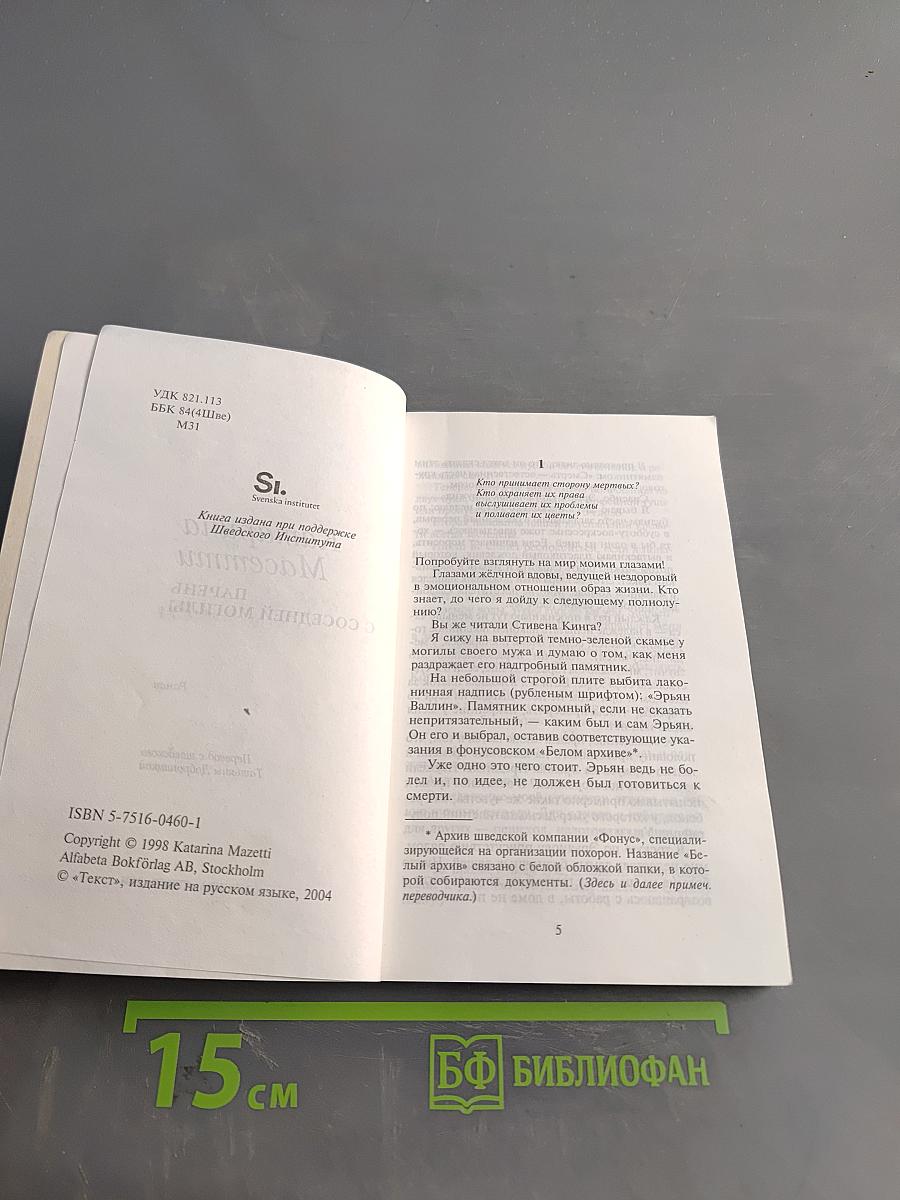 УДК 821.113
ББК 84(4Шве)
М31
Si.
Svenska institutet
Книга издана при поддержке
Шведского Института
Масетти
ПАРЕНЬ
С СОСЕДНЕЙ МОГИЛЫ
Роман
Перевод с шведского
Татьяны Доброницкой
ISBN 5-7516-0460-1
Copyright © 1998 Katarina Mazetti
Alfabeta Bokförlag AB, Stockholm
© «Текст», издание на русском языке, 2004
1
Кто принимает сторону мертвых?
Кто охраняет их права
выслушивает их проблемы
и поливает их цветы?
Попробуйте взглянуть на мир моими глазами!
Глазами жёлчной вдовы, ведущей нездоровый
в эмоциональном отношении образ жизни. Кто
знает, до чего я дойду к следующему полнолу-
нию?
Вы же читали Стивена Кинга?
Я сижу на вытертой темно-зеленой скамье у
могилы своего мужа и думаю о том, как меня
раздражает его надгробный памятник.
На небольшой строгой плите выбита лако-
ничная надпись (рубленым шрифтом): «Эрьян
Валлин». Памятник скромный, если не сказать
непритязательный, — каким был и сам Эрьян.
Он его и выбрал, оставив соответствующие ука-
зания в фонусовском «Белом архиве»*.
Уже одно это чего стоит. Эрьян ведь не бо-
лел и, по идее, не должен был готовиться к
смерти.
* Архив шведской компании «Фонус», специали-
зирующейся на организации похорон. Название «Бе-
лый архив» связано с белой обложкой папки, в кото-
рой собираются документы. (Здесь и далее примеч.
переводчика.)
5
15 см
БФ БИБЛИОФАН